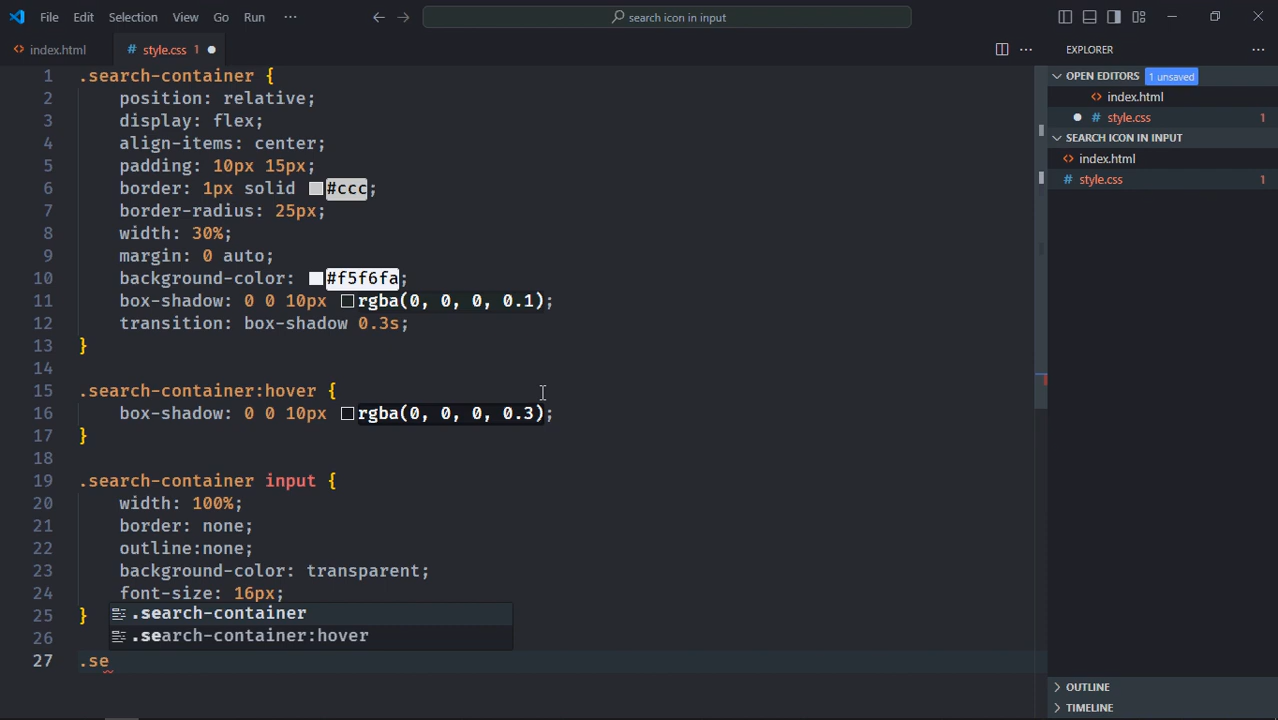 File Edit Selection View Go Run ··· ← → search icon in input
index.html # style.css 1 ● ··· EXPLORER ···
1 .search-container {
2 position: relative;
3 display: flex;
4 align-items: center;
5 padding: 10px 15px;
6 border: 1px solid #ccc;
7 border-radius: 25px;
8 width: 30%;
9 margin: 0 auto;
10 background-color: #f5f6fa;
11 box-shadow: 0 0 10px rgba(0, 0, 0, 0.1);
12 transition: box-shadow 0.3s;
13 }
14
15 .search-container:hover {
16 box-shadow: 0 0 10px rgba(0, 0, 0, 0.3);
17 }
18
19 .search-container input {
20 width: 100%;
21 border: none;
22 outline:none;
23 background-color: transparent;
24 font-size: 16px;
25 }
.search-container
26
.search-container:hover
27 .se
OPEN EDITORS 1 unsaved
<> index.html
● # style.css 1
SEARCH ICON IN INPUT
<> index.html
# style.css 1
OUTLINE
TIMELINE